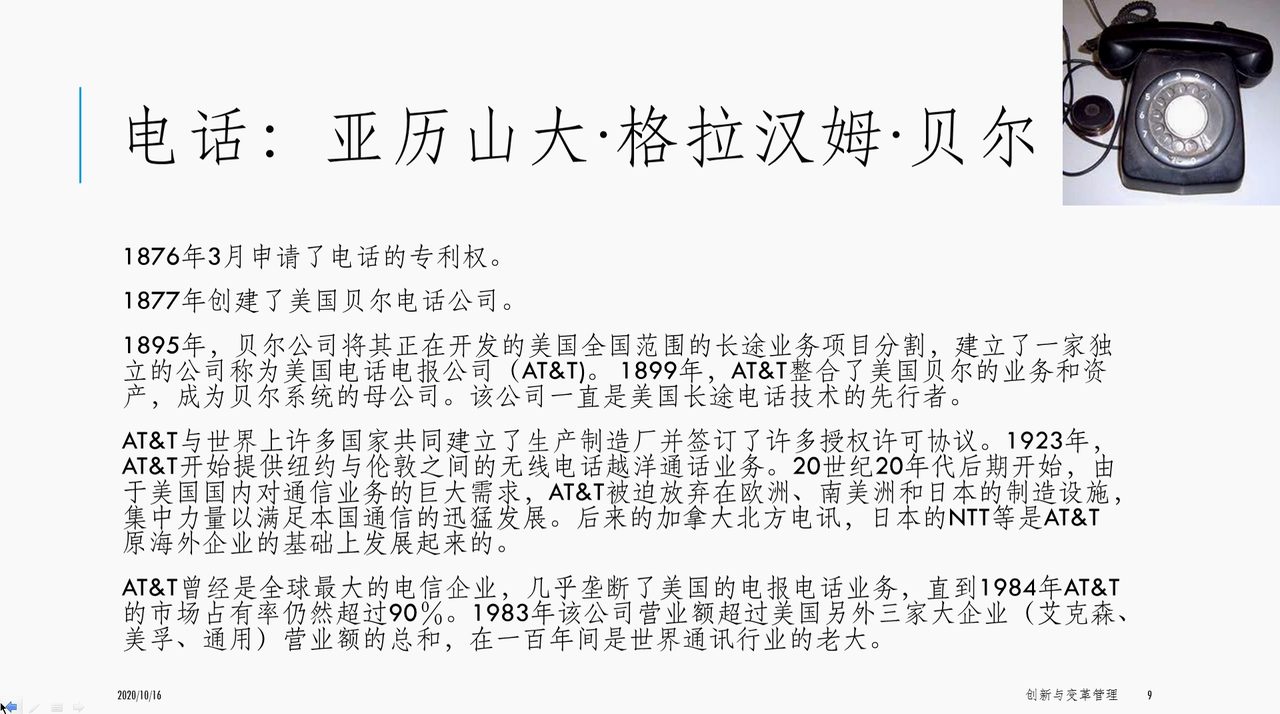 电话：亚历山大·格拉汉姆·贝尔
1876年3月申请了电话的专利权。
1877年创建了美国贝尔电话公司。
1895年，贝尔公司将其正在开发的美国全国范围的长途业务项目分割，建立了一家独
立的公司称为美国电话电报公司（AT&T)。 1899年，AT&T整合了美国贝尔的业务和资
产，成为贝尔系统的母公司。该公司一直是美国长途电话技术的先行者。
AT&T与世界上许多国家共同建立了生产制造厂并签订了许多授权许可协议。1923年，
AT&T开始提供纽约与伦敦之间的无线电话越洋通话业务。20世纪20年代后期开始，由
于美国国内对通信业务的巨大需求，AT&T被迫放弃在欧洲、南美洲和日本的制造设施，
集中力量以满足本国通信的迅猛发展。后来的加拿大北方电讯，日本的NTT等是AT&T
原海外企业的基础上发展起来的。
AT&T曾经是全球最大的电信企业，几乎垄断了美国的电报电话业务，直到1984年AT&T
的市场占有率仍然超过90%。1983年该公司营业额超过美国另外三家大企业（艾克森、
美孚、通用）营业额的总和，在一百年间是世界通讯行业的老大。
2020/10/16
创新与变革管理
9